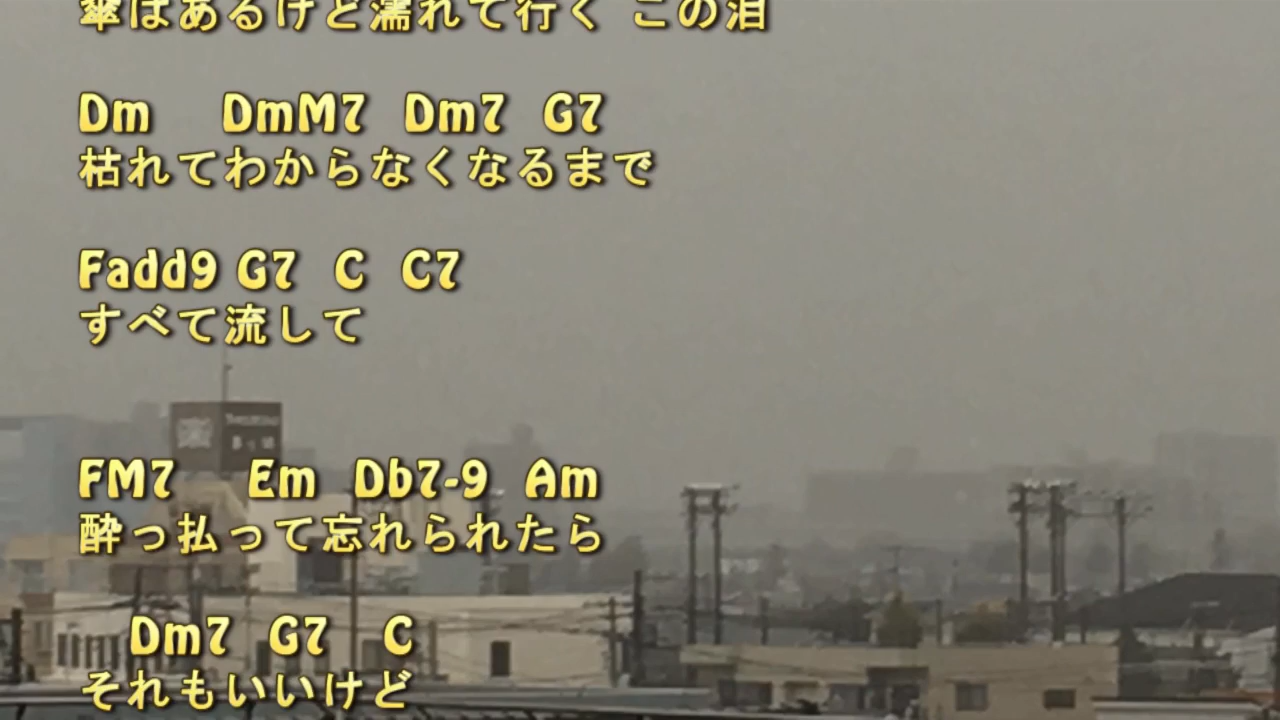 傘はあるけど濡れて行く この泪
Dm DmM7 Dm7 G7
枯れてわからなくなるまで
Fadd9 G7 C C7
すべて流して
FM7 Em Db7-9 Am
酔っ払って忘れられたら
Dm7 G7 C
それもいいけど